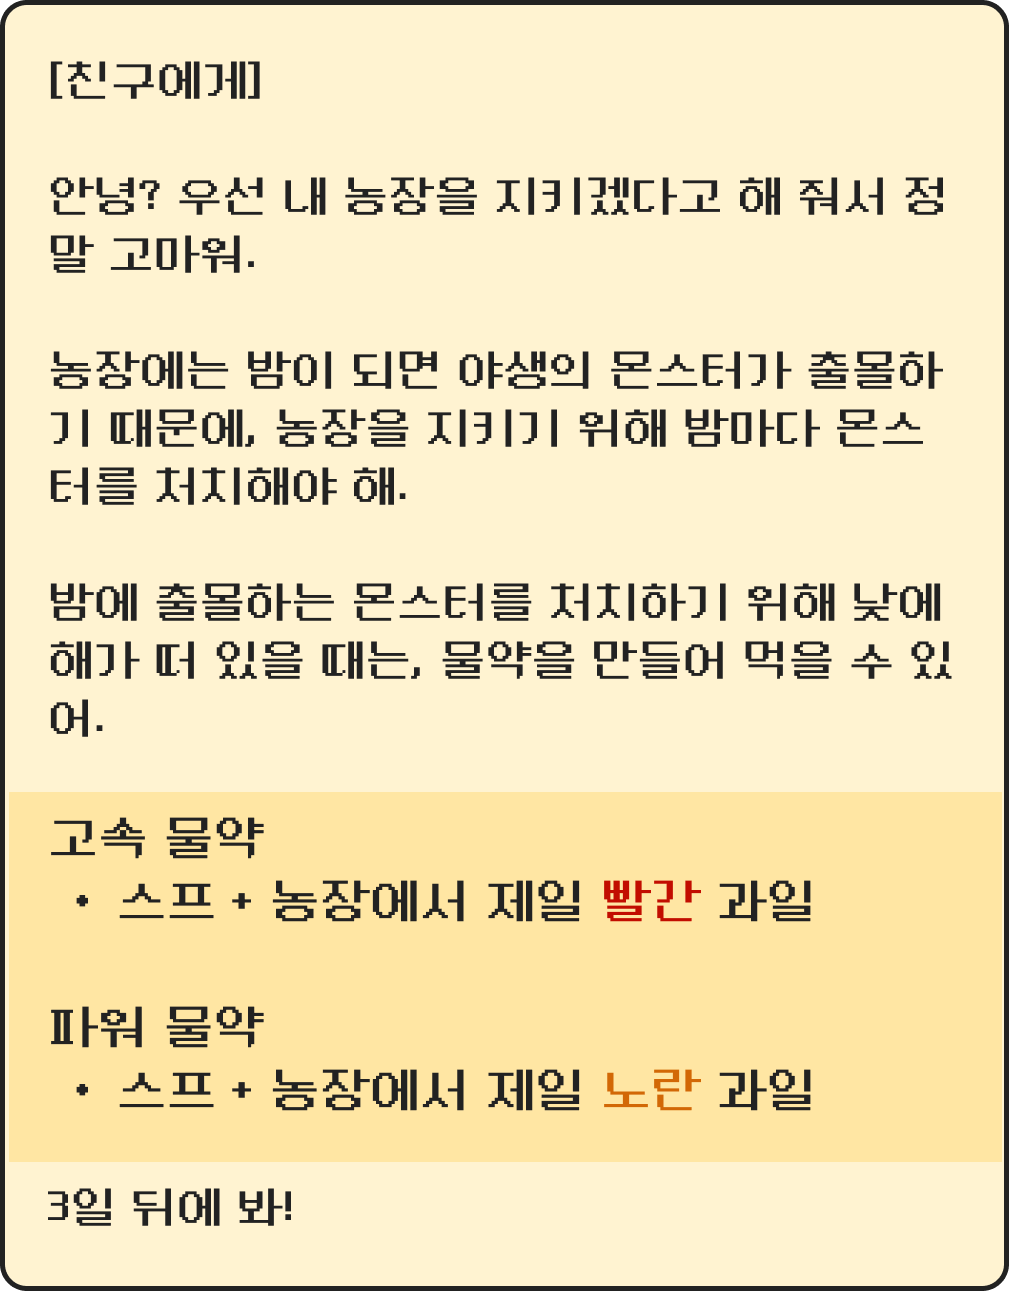 [친구에게]
안녕? 우선 내 농장을 지키겠다고 해 줘서 정
말 고마워.
농장에는 밤이 되면 야생의 몬스터가 출몰하
기 때문에, 농장을 지키기 위해 밤마다 몬스
터를 처치해야 해.
밤에 출몰하는 몬스터를 처치하기 위해 낮에
해가 떠 있을 때는, 물약을 만들어 먹을 수 있
어.
고속 물약
• 스프 + 농장에서 제일 빨간 과일
파워 물약
• 스프 + 농장에서 제일 노란 과일
3일 뒤에 봐!